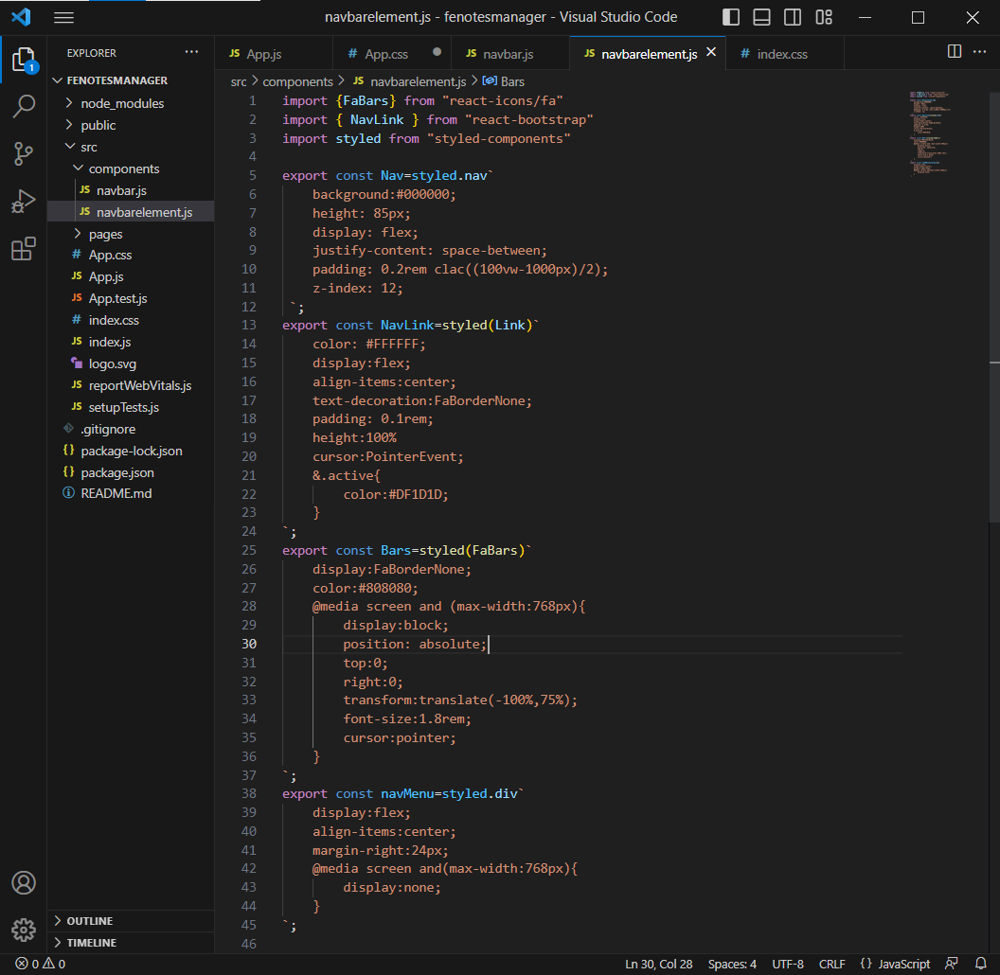 navbarelement.js - fenotesmanager - Visual Studio Code
EXPLORER
App.js
App.css
navbar.js
navbarelement.js
index.css
FENOTESMANAGER
node_modules
public
src
components
navbar.js
navbarelement.js
pages
App.css
App.js
App.test.js
index.css
index.js
logo.svg
reportWebVitals.js
setupTests.js
.gitignore
package-lock.json
package.json
README.md
OUTLINE
TIMELINE
src > components > JS navbarelement.js > Bars
1 import {FaBars} from "react-icons/fa"
2 import { NavLink } from "react-bootstrap"
3 import styled from "styled-components"
4
5 export const Nav=styled.nav`
6 background:#000000;
7 height: 85px;
8 display: flex;
9 justify-content: space-between;
10 padding: 0.2rem clac((100vw-1000px)/2);
11 z-index: 12;
12 `;
13 export const NavLink=styled(Link)`
14 color: #FFFFFF;
15 display:flex;
16 align-items:center;
17 text-decoration:FaBorderNone;
18 padding: 0.1rem;
19 height:100%
20 cursor:PointerEvent;
21 &.active{
22 color:#DF1D1D;
23 }
24 `;
25 export const Bars=styled(FaBars)`
26 display:FaBorderNone;
27 color:#808080;
28 @media screen and (max-width:768px){
29 display:block;
30 position: absolute;
31 top:0;
32 right:0;
33 transform:translate(-100%,75%);
34 font-size:1.8rem;
35 cursor:pointer;
36 }
37 `;
38 export const navMenu=styled.div`
39 display:flex;
40 align-items:center;
41 margin-right:24px;
42 @media screen and(max-width:768px){
43 display:none;
44 }
45 `;
46
0 0 Ln 30, Col 28 Spaces: 4 UTF-8 CRLF {} JavaScript